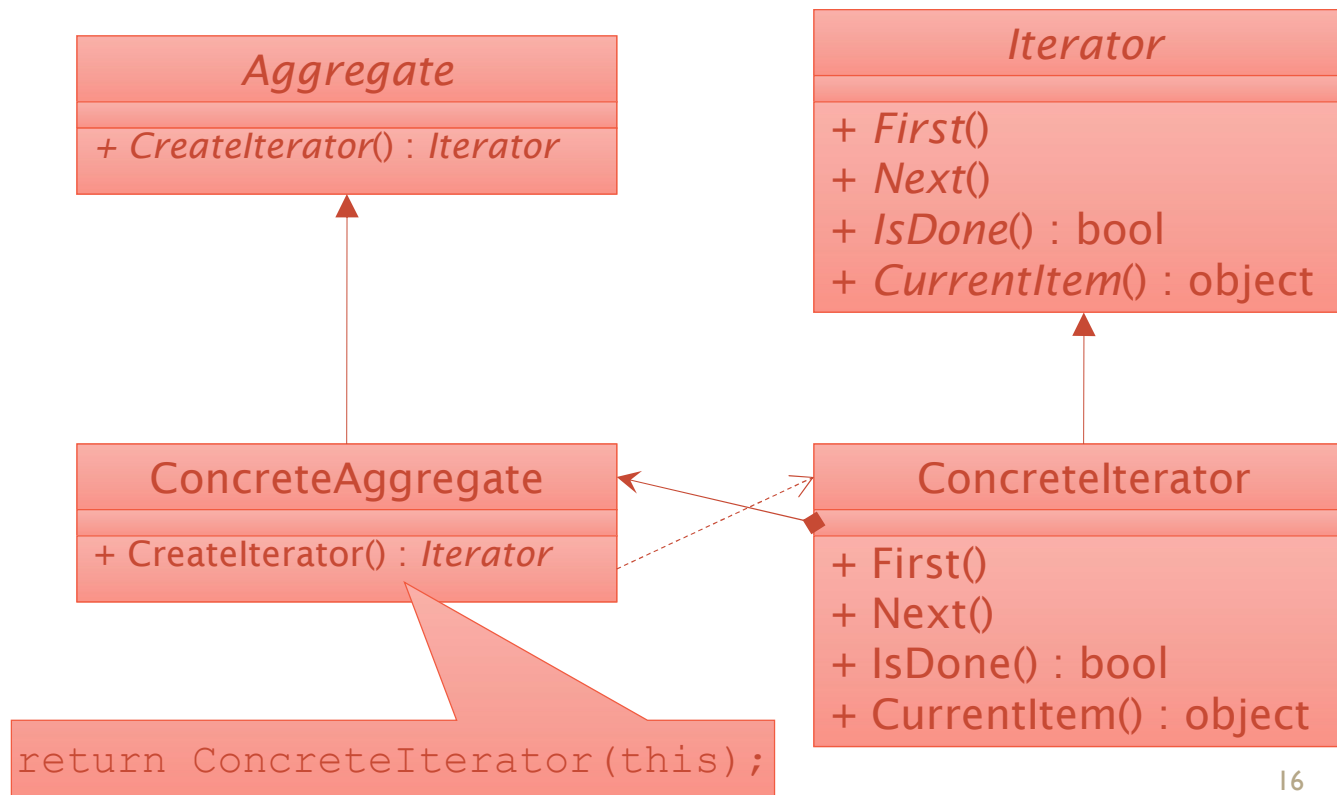 Aggregate
+ CreateIterator() : Iterator
Iterator
+ First()
+ Next()
+ IsDone() : bool
+ CurrentItem() : object
ConcreteAggregate
+ CreateIterator() : Iterator
ConcreteIterator
+ First()
+ Next()
+ IsDone() : bool
+ CurrentItem() : object
return ConcreteIterator(this);
16